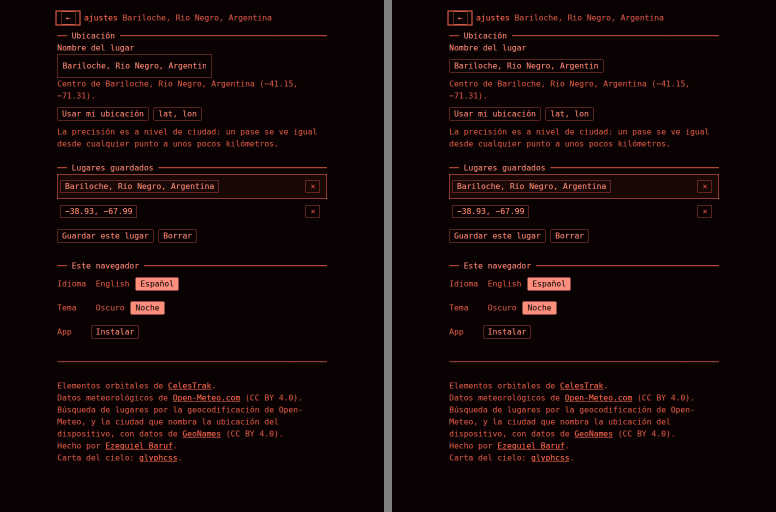 ← ajustes Bariloche, Rio Negro, Argentina
Ubicación
Nombre del lugar
Bariloche, Rio Negro, Argentin
Centro de Bariloche, Rio Negro, Argentina (−41.15,
−71.31).
Usar mi ubicación lat, lon
La precisión es a nivel de ciudad: un pase se ve igual
desde cualquier punto a unos pocos kilómetros.
Lugares guardados
Bariloche, Rio Negro, Argentina ×
−38.93, −67.99 ×
Guardar este lugar Borrar
Este navegador
Idioma English Español
Tema Oscuro Noche
App Instalar
Elementos orbitales de CelesTrak.
Datos meteorológicos de Open-Meteo.com (CC BY 4.0).
Búsqueda de lugares por la geocodificación de Open-
Meteo, y la ciudad que nombra la ubicación del
dispositivo, con datos de GeoNames (CC BY 4.0).
Hecho por Ezequiel Baruf.
Carta del cielo: glyphcss.
← ajustes Bariloche, Rio Negro, Argentina
Ubicación
Nombre del lugar
Bariloche, Rio Negro, Argentin
Centro de Bariloche, Rio Negro, Argentina (−41.15,
−71.31).
Usar mi ubicación lat, lon
La precisión es a nivel de ciudad: un pase se ve igual
desde cualquier punto a unos pocos kilómetros.
Lugares guardados
Bariloche, Rio Negro, Argentina ×
−38.93, −67.99 ×
Guardar este lugar Borrar
Este navegador
Idioma English Español
Tema Oscuro Noche
App Instalar
Elementos orbitales de CelesTrak.
Datos meteorológicos de Open-Meteo.com (CC BY 4.0).
Búsqueda de lugares por la geocodificación de Open-
Meteo, y la ciudad que nombra la ubicación del
dispositivo, con datos de GeoNames (CC BY 4.0).
Hecho por Ezequiel Baruf.
Carta del cielo: glyphcss.